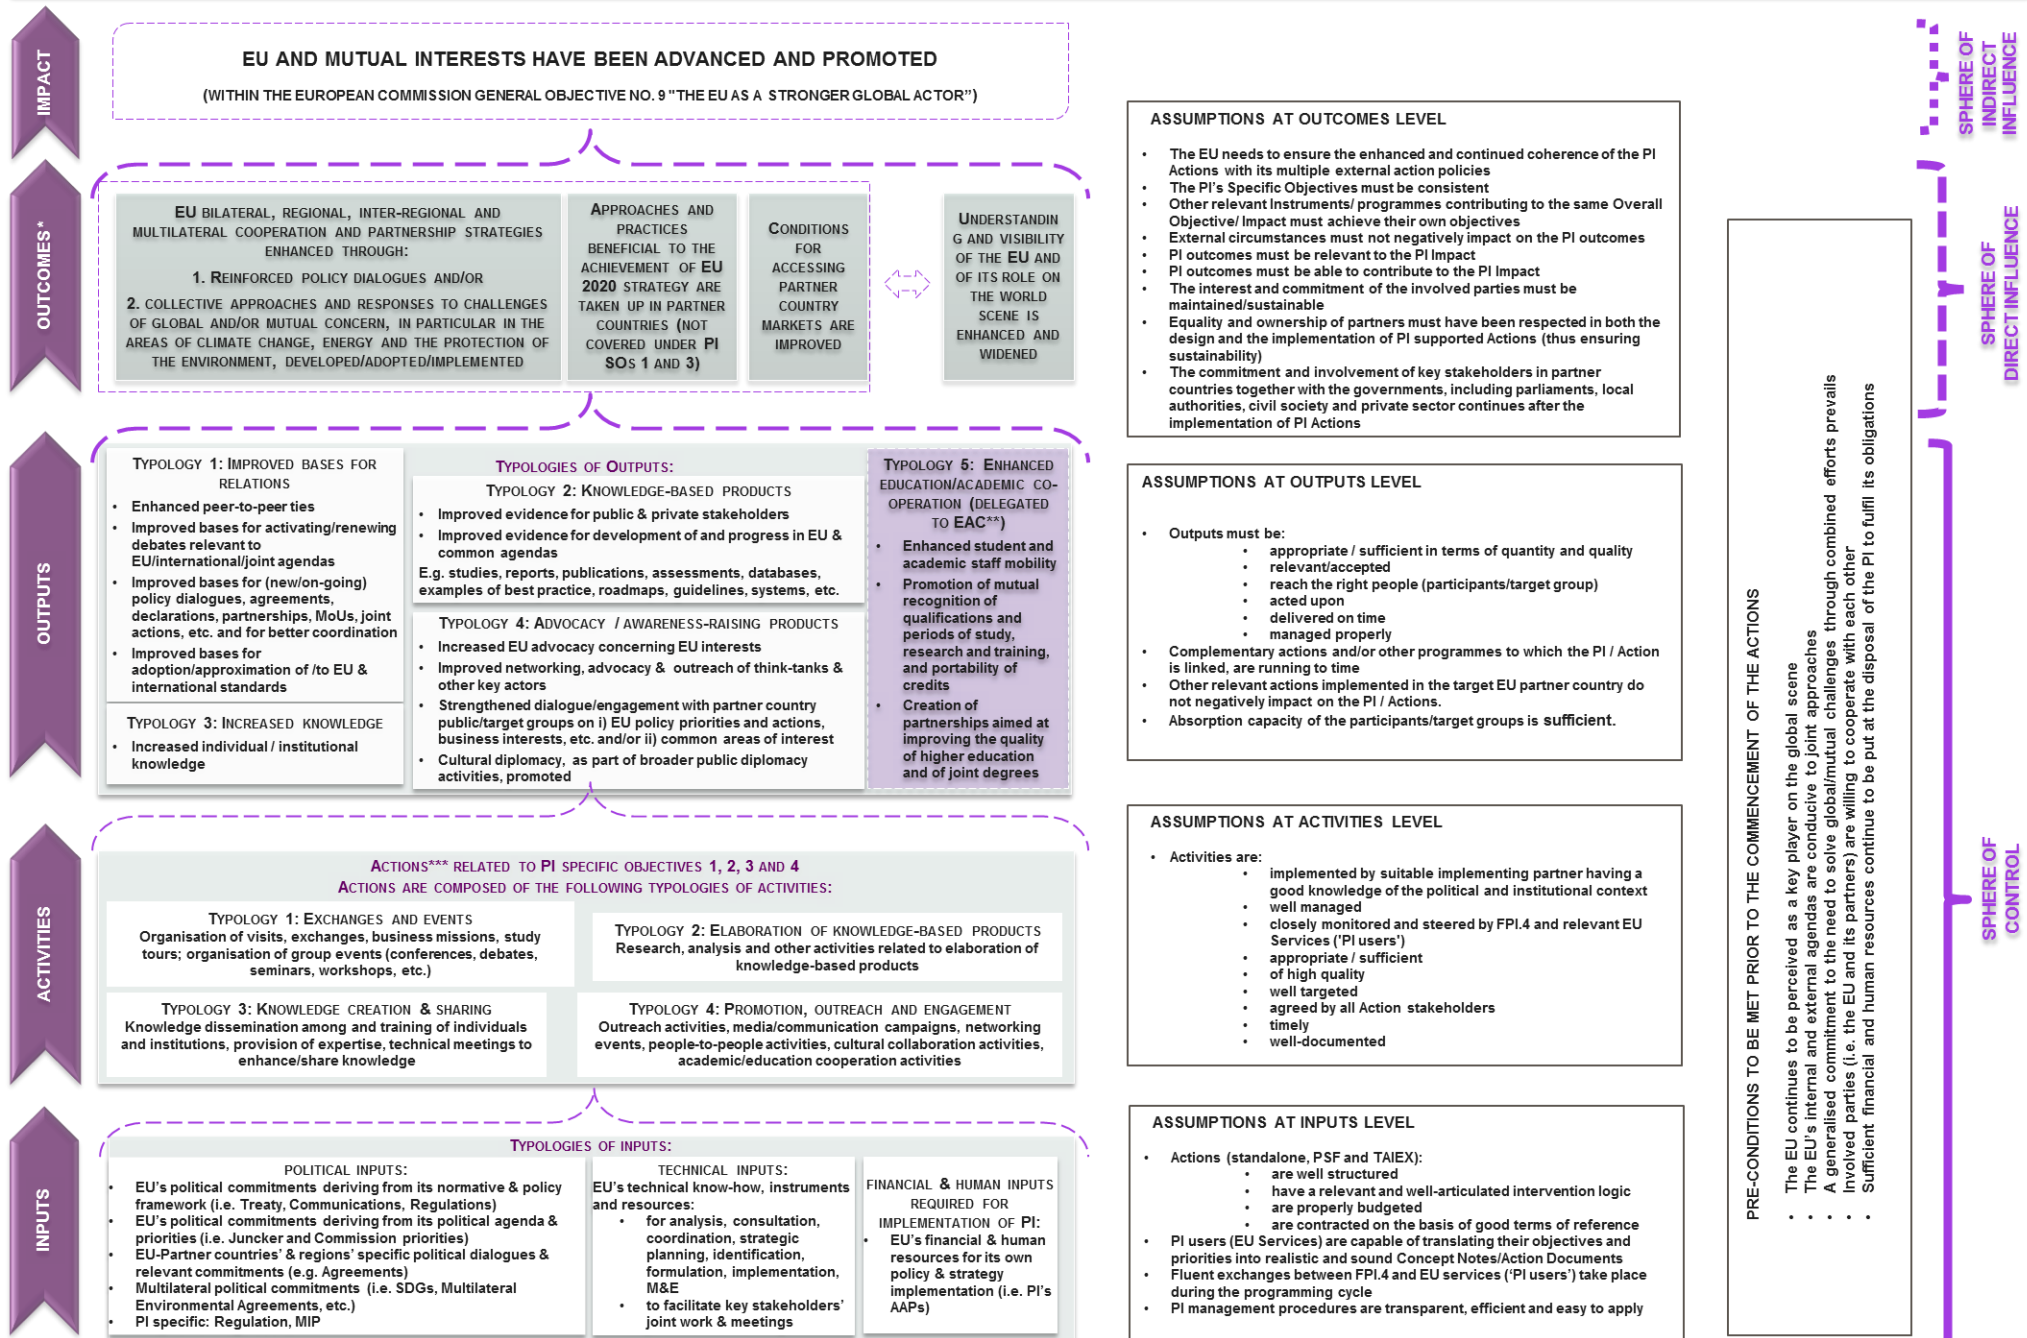 IMPACT
EU AND MUTUAL INTERESTS HAVE BEEN ADVANCED AND PROMOTED
(WITHIN THE EUROPEAN COMMISSION GENERAL OBJECTIVE NO. 9 "THE EU AS A STRONGER GLOBAL ACTOR”)
OUTCOMES*
EU BILATERAL, REGIONAL, INTER-REGIONAL AND
MULTILATERAL COOPERATION AND PARTNERSHIP STRATEGIES
ENHANCED THROUGH:
1. REINFORCED POLICY DIALOGUES AND/OR
2. COLLECTIVE APPROACHES AND RESPONSES TO CHALLENGES
OF GLOBAL AND/OR MUTUAL CONCERN, IN PARTICULAR IN THE
AREAS OF CLIMATE CHANGE, ENERGY AND THE PROTECTION OF
THE ENVIRONMENT, DEVELOPED/ADOPTED/IMPLEMENTED
APPROACHES AND
PRACTICES
BENEFICIAL TO THE
ACHIEVEMENT OF EU
2020 STRATEGY ARE
TAKEN UP IN PARTNER
COUNTRIES (NOT
COVERED UNDER PI
SOS 1 AND 3)
CONDITIONS
FOR
ACCESSING
PARTNER
COUNTRY
MARKETS ARE
IMPROVED
UNDERSTANDIN
G AND VISIBILITY
OF THE EU AND
OF ITS ROLE ON
THE WORLD
SCENE IS
ENHANCED AND
WIDENED
OUTPUTS
TYPOLOGIES OF OUTPUTS:
TYPOLOGY 1: IMPROVED BASES FOR
RELATIONS
• Enhanced peer-to-peer ties
• Improved bases for activating/renewing
debates relevant to
EU/international/joint agendas
• Improved bases for (new/on-going)
policy dialogues, agreements,
declarations, partnerships, MoUs, joint
actions, etc. and for better coordination
• Improved bases for
adoption/approximation of /to EU &
international standards
TYPOLOGY 3: INCREASED KNOWLEDGE
• Increased individual / institutional
knowledge
TYPOLOGY 2: KNOWLEDGE-BASED PRODUCTS
• Improved evidence for public & private stakeholders
• Improved evidence for development of and progress in EU &
common agendas
E.g. studies, reports, publications, assessments, databases,
examples of best practice, roadmaps, guidelines, systems, etc.
TYPOLOGY 4: ADVOCACY / AWARENESS-RAISING PRODUCTS
• Increased EU advocacy concerning EU interests
• Improved networking, advocacy & outreach of think-tanks &
other key actors
• Strengthened dialogue/engagement with partner country
public/target groups on i) EU policy priorities and actions,
business interests, etc. and/or ii) common areas of interest
• Cultural diplomacy, as part of broader public diplomacy
activities, promoted
TYPOLOGY 5: ENHANCED
EDUCATION/ACADEMIC CO-
OPERATION (DELEGATED
TO EAC**)
• Enhanced student and
academic staff mobility
• Promotion of mutual
recognition of
qualifications and
periods of study,
research and training,
and portability of
credits
• Creation of
partnerships aimed at
improving the quality
of higher education
and of joint degrees
ACTIVITIES
ACTIONS*** RELATED TO PI SPECIFIC OBJECTIVES 1, 2, 3 AND 4
ACTIONS ARE COMPOSED OF THE FOLLOWING TYPOLOGIES OF ACTIVITIES:
TYPOLOGY 1: EXCHANGES AND EVENTS
Organisation of visits, exchanges, business missions, study
tours; organisation of group events (conferences, debates,
seminars, workshops, etc.)
TYPOLOGY 2: ELABORATION OF KNOWLEDGE-BASED PRODUCTS
Research, analysis and other activities related to elaboration of
knowledge-based products
TYPOLOGY 3: KNOWLEDGE CREATION & SHARING
Knowledge dissemination among and training of individuals
and institutions, provision of expertise, technical meetings to
enhance/share knowledge
TYPOLOGY 4: PROMOTION, OUTREACH AND ENGAGEMENT
Outreach activities, media/communication campaigns, networking
events, people-to-people activities, cultural collaboration activities,
academic/education cooperation activities
INPUTS
TYPOLOGIES OF INPUTS:
POLITICAL INPUTS:
• EU’s political commitments deriving from its normative & policy
framework (i.e. Treaty, Communications, Regulations)
• EU’s political commitments deriving from its political agenda &
priorities (i.e. Juncker and Commission priorities)
• EU-Partner countries’ & regions’ specific political dialogues &
relevant commitments (e.g. Agreements)
• Multilateral political commitments (i.e. SDGs, Multilateral
Environmental Agreements, etc.)
• PI specific: Regulation, MIP
TECHNICAL INPUTS:
EU’s technical know-how, instruments
and resources:
• for analysis, consultation,
coordination, strategic
planning, identification,
formulation, implementation,
M&E
• to facilitate key stakeholders’
joint work & meetings
FINANCIAL & HUMAN INPUTS
REQUIRED FOR
IMPLEMENTATION OF PI:
• EU’s financial & human
resources for its own
policy & strategy
implementation (i.e. PI’s
AAPs)
ASSUMPTIONS AT OUTCOMES LEVEL
• The EU needs to ensure the enhanced and continued coherence of the PI
Actions with its multiple external action policies
• The PI’s Specific Objectives must be consistent
• Other relevant Instruments/ programmes contributing to the same Overall
Objective/ Impact must achieve their own objectives
• External circumstances must not negatively impact on the PI outcomes
• PI outcomes must be relevant to the PI Impact
• PI outcomes must be able to contribute to the PI Impact
• The interest and commitment of the involved parties must be
maintained/sustainable
• Equality and ownership of partners must have been respected in both the
design and the implementation of PI supported Actions (thus ensuring
sustainability)
• The commitment and involvement of key stakeholders in partner
countries together with the governments, including parliaments, local
authorities, civil society and private sector continues after the
implementation of PI Actions
ASSUMPTIONS AT OUTPUTS LEVEL
• Outputs must be:
• appropriate / sufficient in terms of quantity and quality
• relevant/accepted
• reach the right people (participants/target group)
• acted upon
• delivered on time
• managed properly
• Complementary actions and/or other programmes to which the PI / Action
is linked, are running to time
• Other relevant actions implemented in the target EU partner country do
not negatively impact on the PI / Actions.
• Absorption capacity of the participants/target groups is sufficient.
ASSUMPTIONS AT ACTIVITIES LEVEL
• Activities are:
• implemented by suitable implementing partner having a
good knowledge of the political and institutional context
• well managed
• closely monitored and steered by FPI.4 and relevant EU
Services ('PI users')
• appropriate / sufficient
• of high quality
• well targeted
• agreed by all Action stakeholders
• timely
• well-documented
ASSUMPTIONS AT INPUTS LEVEL
• Actions (standalone, PSF and TAIEX):
• are well structured
• have a relevant and well-articulated intervention logic
• are properly budgeted
• are contracted on the basis of good terms of reference
• PI users (EU Services) are capable of translating their objectives and
priorities into realistic and sound Concept Notes/Action Documents
• Fluent exchanges between FPI.4 and EU services (‘PI users’) take place
during the programming cycle
• PI management procedures are transparent, efficient and easy to apply
PRE-CONDITIONS TO BE MET PRIOR TO THE COMMENCEMENT OF THE ACTIONS
• The EU continues to be perceived as a key player on the global scene
• The EU’s internal and external agendas are conducive to joint approaches
• A generalised commitment to the need to solve global/mutual challenges through combined efforts prevails
• Involved parties (i.e. the EU and its partners) are willing to cooperate with each other
• Sufficient financial and human resources continue to be put at the disposal of the PI to fulfil its obligations
SPHERE OF
INDIRECT
INFLUENCE
SPHERE OF
DIRECT INFLUENCE
SPHERE OF
CONTROL